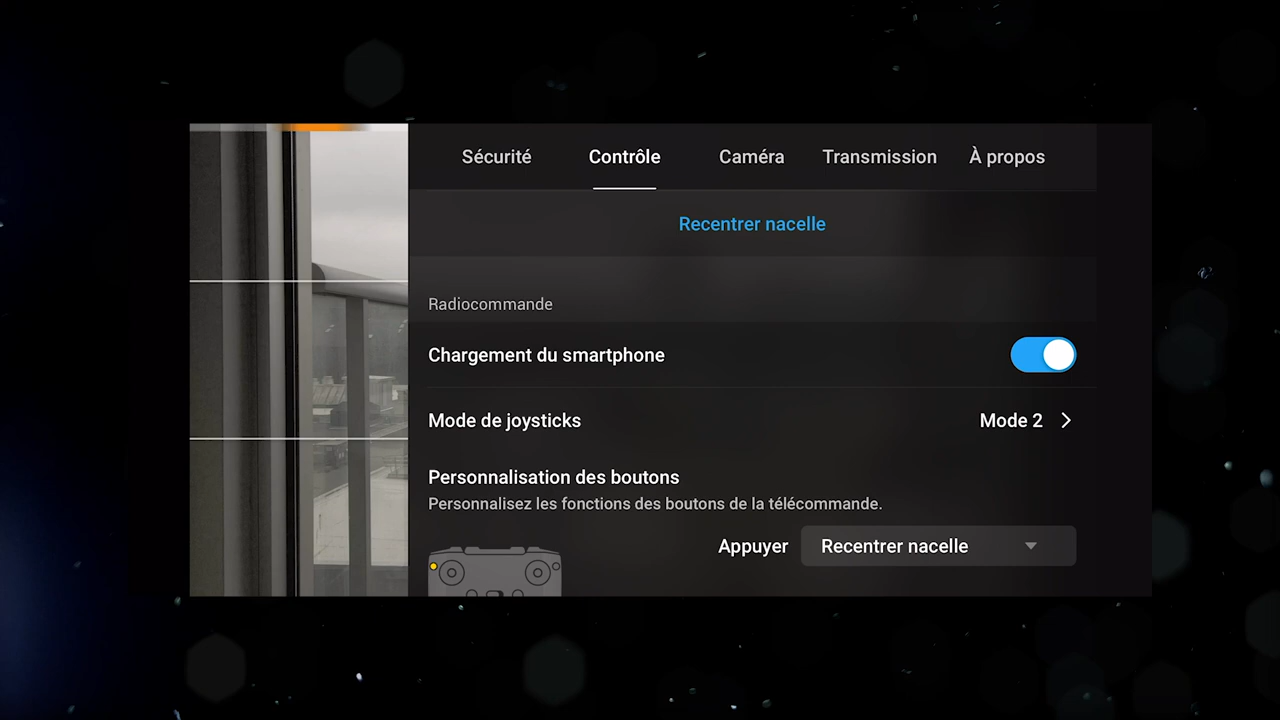 Sécurité Contrôle Caméra Transmission À propos
Recentrer nacelle
Radiocommande
Chargement du smartphone
Mode de joysticks Mode 2
Personnalisation des boutons
Personnalisez les fonctions des boutons de la télécommande.
Appuyer Recentrer nacelle